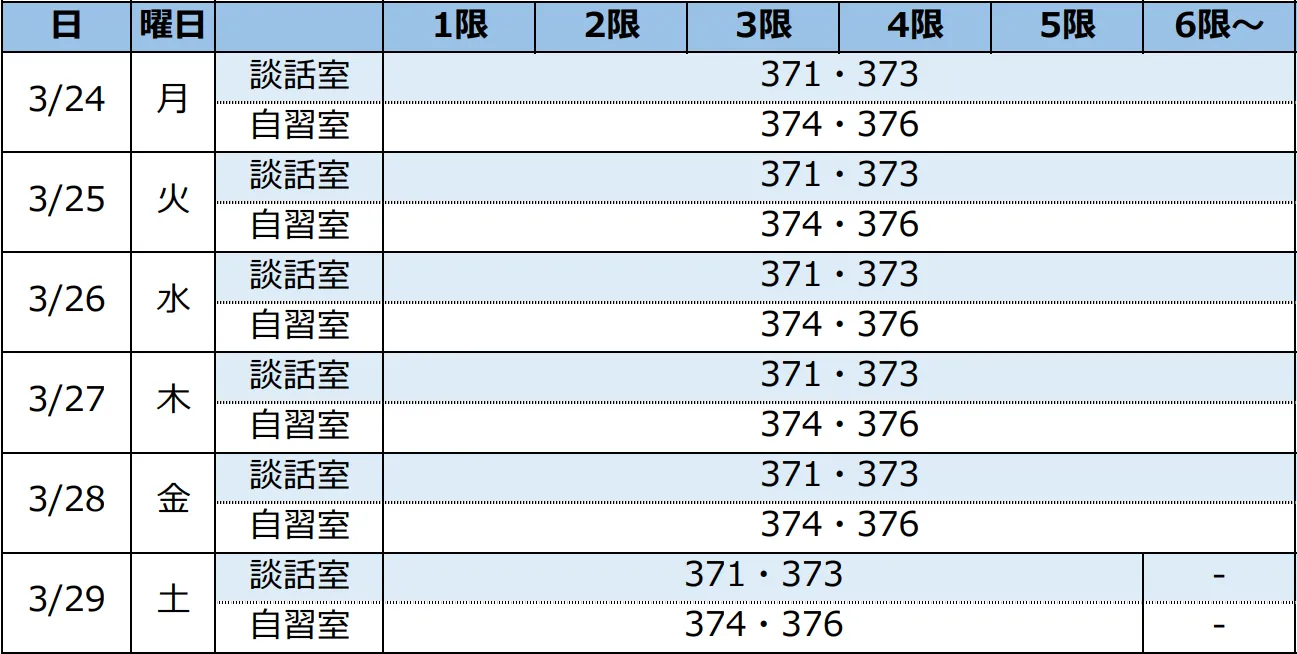 日 曜日 1限 2限 3限 4限 5限 6限～
3/24 月 談話室 371・373
自習室 374・376
3/25 火 談話室 371・373
自習室 374・376
3/26 水 談話室 371・373
自習室 374・376
3/27 木 談話室 371・373
自習室 374・376
3/28 金 談話室 371・373
自習室 374・376
3/29 土 談話室 371・373 -
自習室 374・376 -